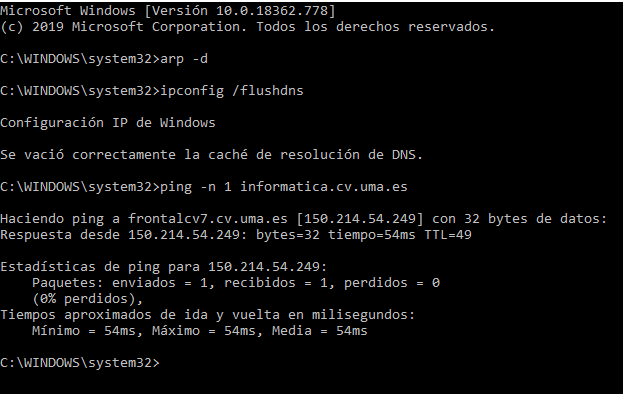 Microsoft Windows [Versión 10.0.18362.778]
(c) 2019 Microsoft Corporation. Todos los derechos reservados.
C:\WINDOWS\system32>arp -d
C:\WINDOWS\system32>ipconfig /flushdns
Configuración IP de Windows
Se vació correctamente la caché de resolución de DNS.
C:\WINDOWS\system32>ping -n 1 informatica.cv.uma.es
Haciendo ping a frontalcv7.cv.uma.es [150.214.54.249] con 32 bytes de datos:
Respuesta desde 150.214.54.249: bytes=32 tiempo=54ms TTL=49
Estadísticas de ping para 150.214.54.249:
    Paquetes: enviados = 1, recibidos = 1, perdidos = 0
    (0% perdidos),
Tiempos aproximados de ida y vuelta en milisegundos:
    Mínimo = 54ms, Máximo = 54ms, Media = 54ms
C:\WINDOWS\system32>